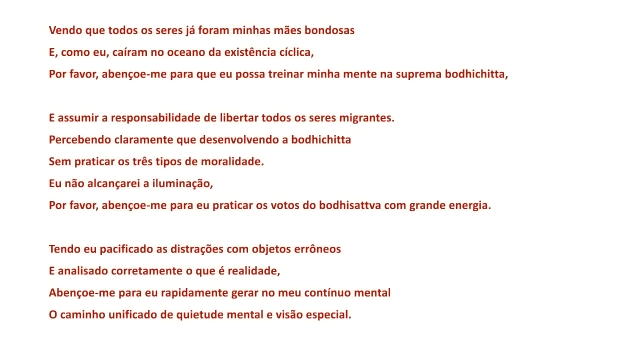 Vendo que todos os seres já foram minhas mães bondosas
E, como eu, caíram no oceano da existência cíclica,
Por favor, abençoe-me para que eu possa treinar minha mente na suprema bodhichitta,
E assumir a responsabilidade de libertar todos os seres migrantes.
Percebendo claramente que desenvolvendo a bodhichitta
Sem praticar os três tipos de moralidade.
Eu não alcançarei a iluminação,
Por favor, abençoe-me para eu praticar os votos do bodhisattva com grande energia.
Tendo eu pacificado as distrações com objetos errôneos
E analisado corretamente o que é realidade,
Abençoe-me para eu rapidamente gerar no meu contínuo mental
O caminho unificado de quietude mental e visão especial.